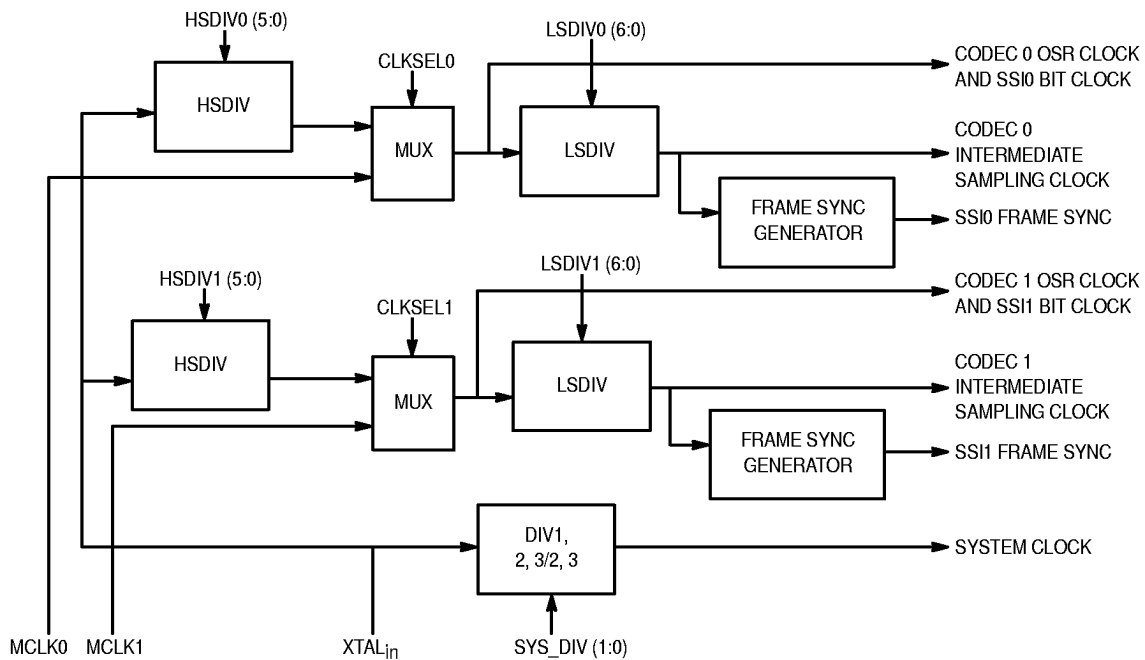 HSDIV0 (5:0)
LSDIV0 (6:0)
CLKSEL0
CODEC 0 OSR CLOCK
AND SSI0 BIT CLOCK
HSDIV
MUX
LSDIV
CODEC 0
INTERMEDIATE
SAMPLING CLOCK
FRAME SYNC
GENERATOR
SSI0 FRAME SYNC
HSDIV1 (5:0)
LSDIV1 (6:0)
CLKSEL1
CODEC 1 OSR CLOCK
AND SSI1 BIT CLOCK
HSDIV
MUX
LSDIV
CODEC 1
INTERMEDIATE
SAMPLING CLOCK
FRAME SYNC
GENERATOR
SSI1 FRAME SYNC
DIV1,
2, 3/2, 3
SYSTEM CLOCK
MCLK0
MCLK1
XTALin
SYS_DIV (1:0)